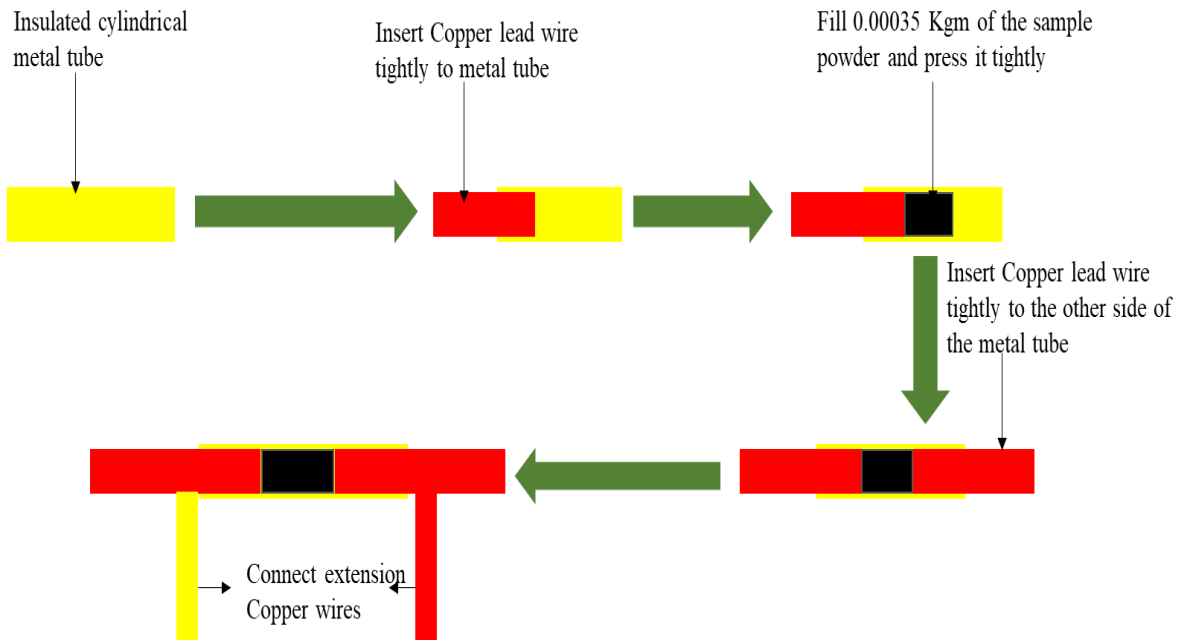 Insulated cylindrical
metal tube
Insert Copper lead wire
tightly to metal tube
Fill 0.00035 Kgm of the sample
powder and press it tightly
Insert Copper lead wire
tightly to the other side of
the metal tube
Connect extension
Copper wires